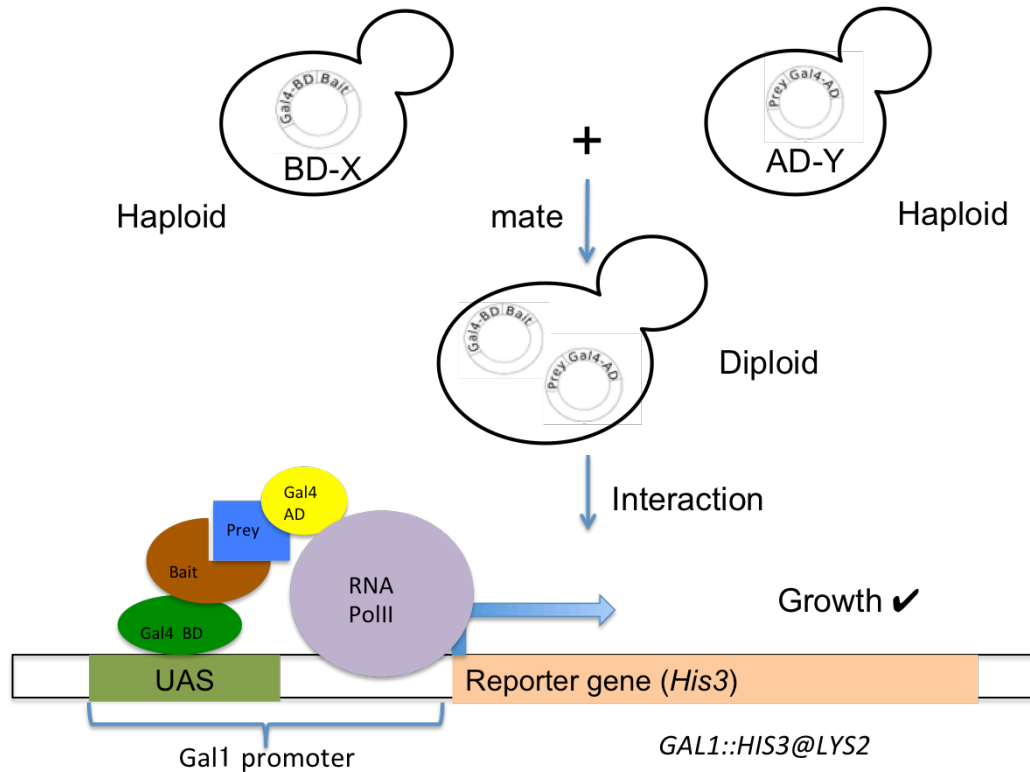 Gal4-BD Bait
BD-X
Haploid
+
Prey Gal4-AD
AD-Y
Haploid
mate
Gal4-BD Bait
Prey Gal4-AD
Diploid
Interaction
Gal4
AD
Prey
Bait
Gal4 BD
RNA
PolII
Growth ✔
UAS
Reporter gene (His3)
Gal1 promoter
GAL1::HIS3@LYS2